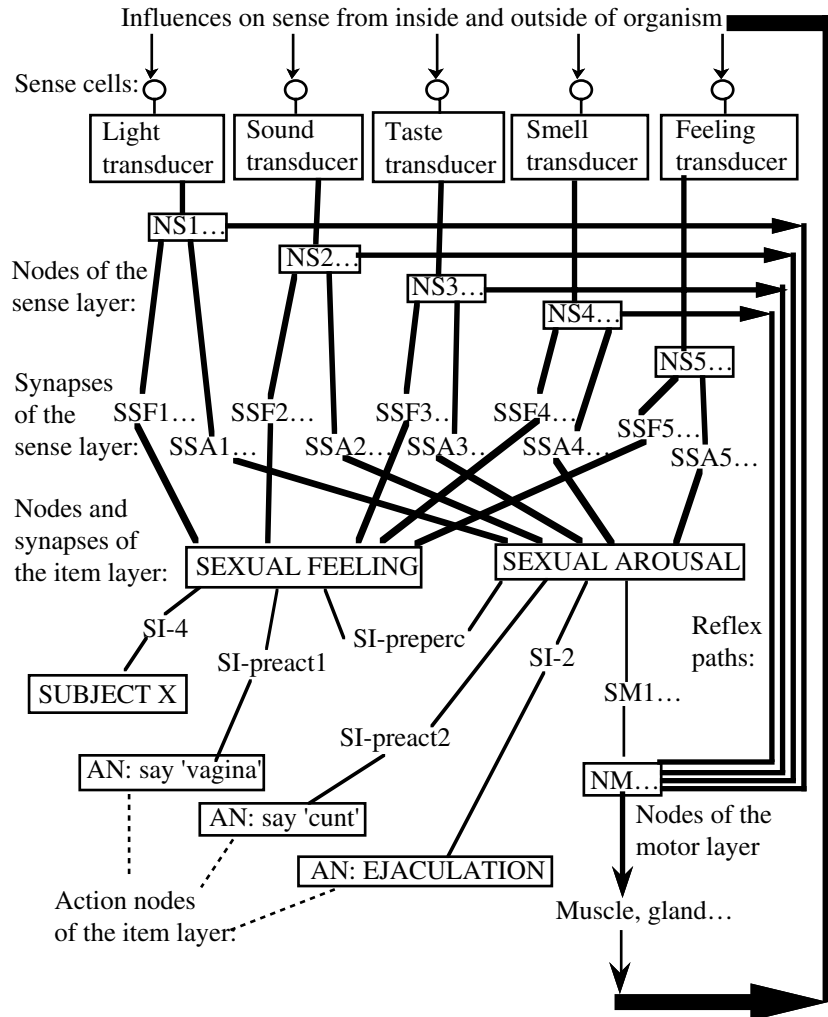 Influences on sense from inside and outside of organism
Sense cells:
Light
transducer
Sound
transducer
Taste
transducer
Smell
transducer
Feeling
transducer
NS1…
NS2…
NS3…
NS4…
NS5…
Nodes of the
sense layer:
Synapses
of the
sense layer:
SSF1…
SSF2…
SSF3…
SSF4…
SSF5…
SSA1…
SSA2…
SSA3…
SSA4…
SSA5…
Nodes and
synapses of
the item layer:
SEXUAL FEELING
SEXUAL AROUSAL
SI-4
SI-preact1
SI-preperc
SI-2
Reflex
paths:
SUBJECT X
SM1…
SI-preact2
AN: say 'vagina'
NM…
AN: say 'cunt'
Nodes of the
motor layer
AN: EJACULATION
Action nodes
of the item layer:
Muscle, gland…